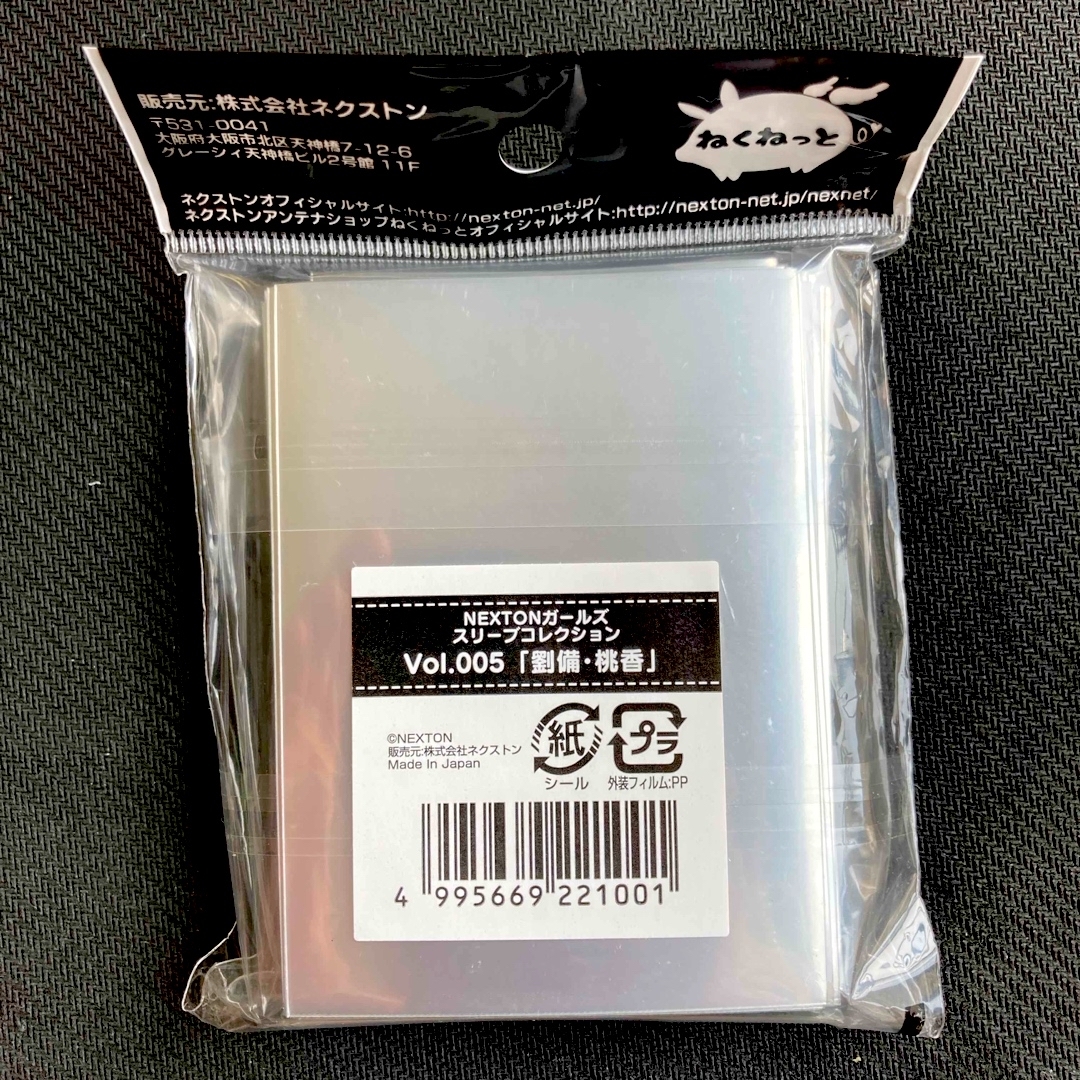 販売元:株式会社ネクストン
〒531-0041
大阪府大阪市北区天神橋7-12-6
グレーシィ天神橋ビル2号館 11F
ねくねっと
ネクストンオフィシャルサイト:http://nexton-net.jp/
ネクストンアンテナショップねくねっとオフィシャルサイト:http://nexton-net.jp/nexnet/
NEXTONガールズ
スリーブコレクション
Vol.005「劉備・桃香」
©NEXTON
販売元:株式会社ネクストン
Made In Japan
紙
シール
プラ
外装フィルム:PP
4 995669 221001